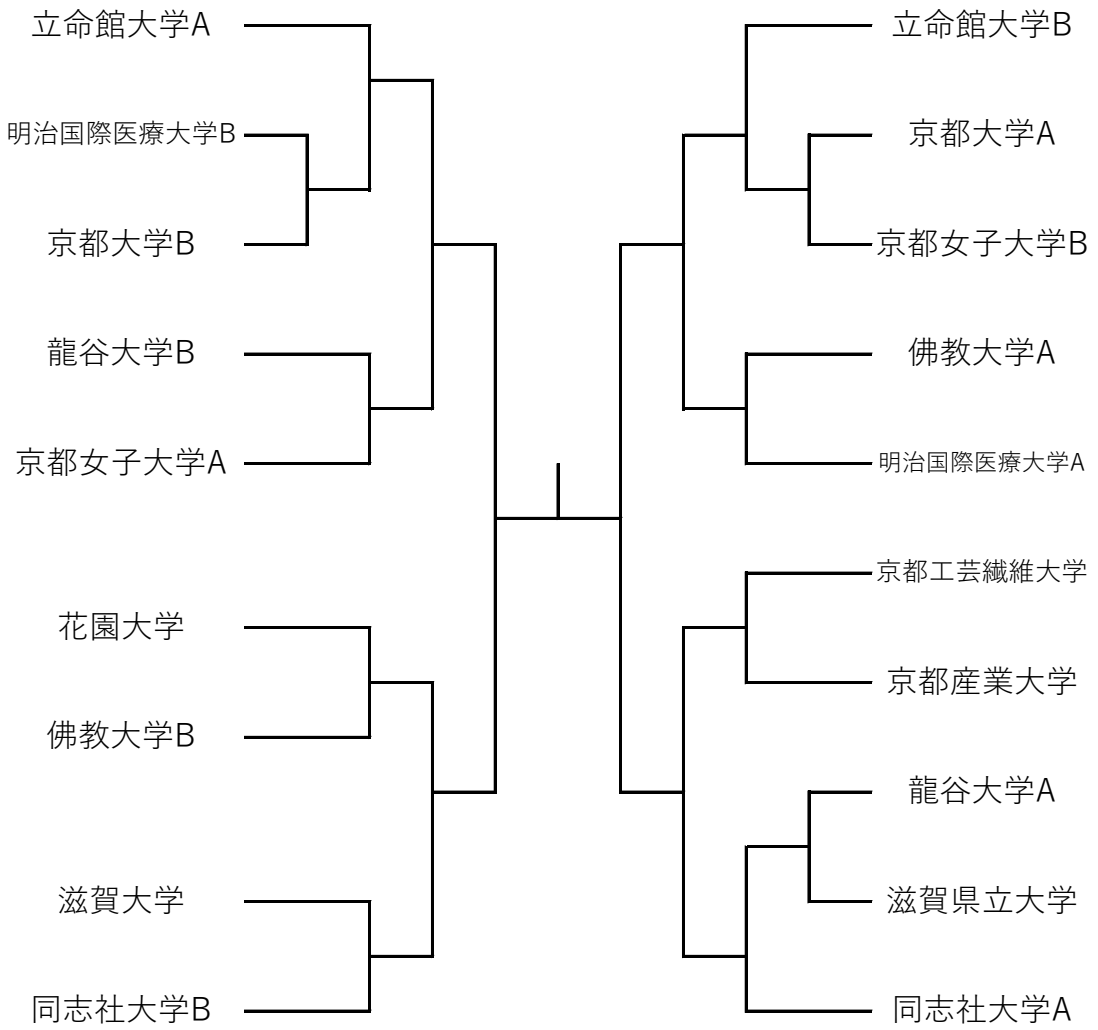 立命館大学A
明治国際医療大学B
京都大学B
龍谷大学B
京都女子大学A
花園大学
佛教大学B
滋賀大学
同志社大学B
立命館大学B
京都大学A
京都女子大学B
佛教大学A
明治国際医療大学A
京都工芸繊維大学
京都産業大学
龍谷大学A
滋賀県立大学
同志社大学A